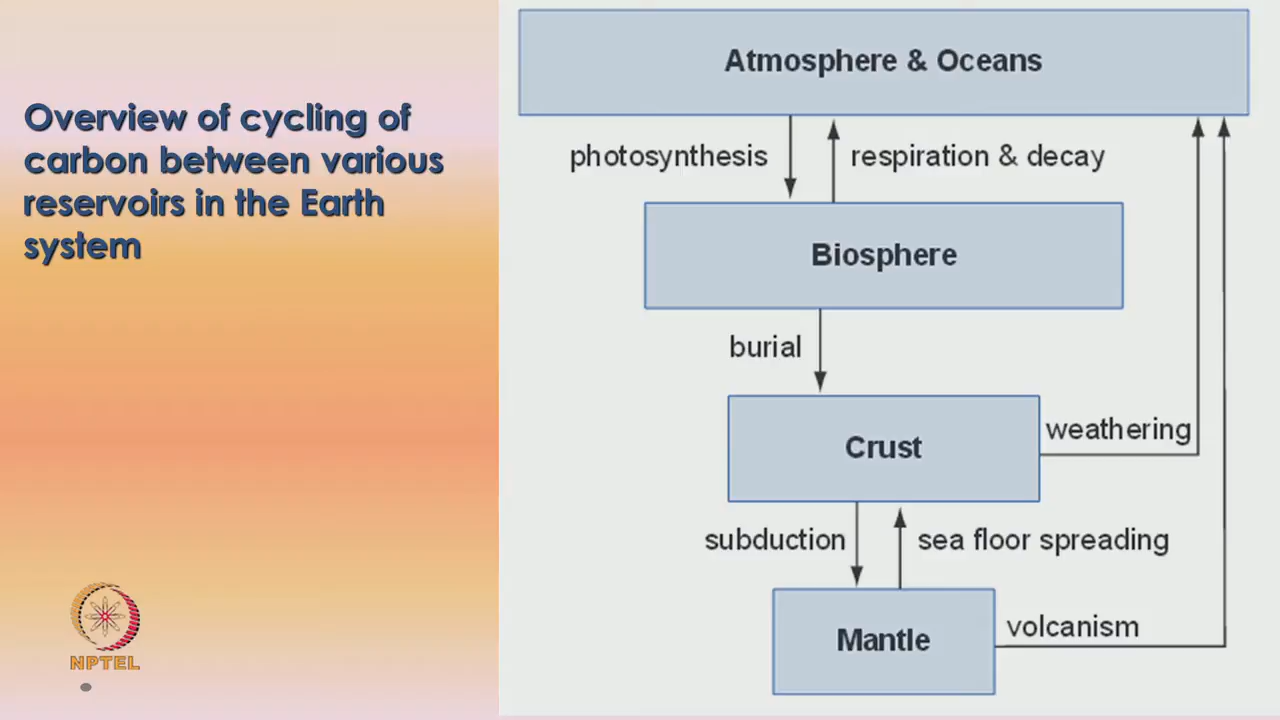 Overview of cycling of
carbon between various
reservoirs in the Earth
system
Atmosphere & Oceans
photosynthesis
respiration & decay
Biosphere
burial
Crust
weathering
subduction
sea floor spreading
Mantle
volcanism
NPTEL